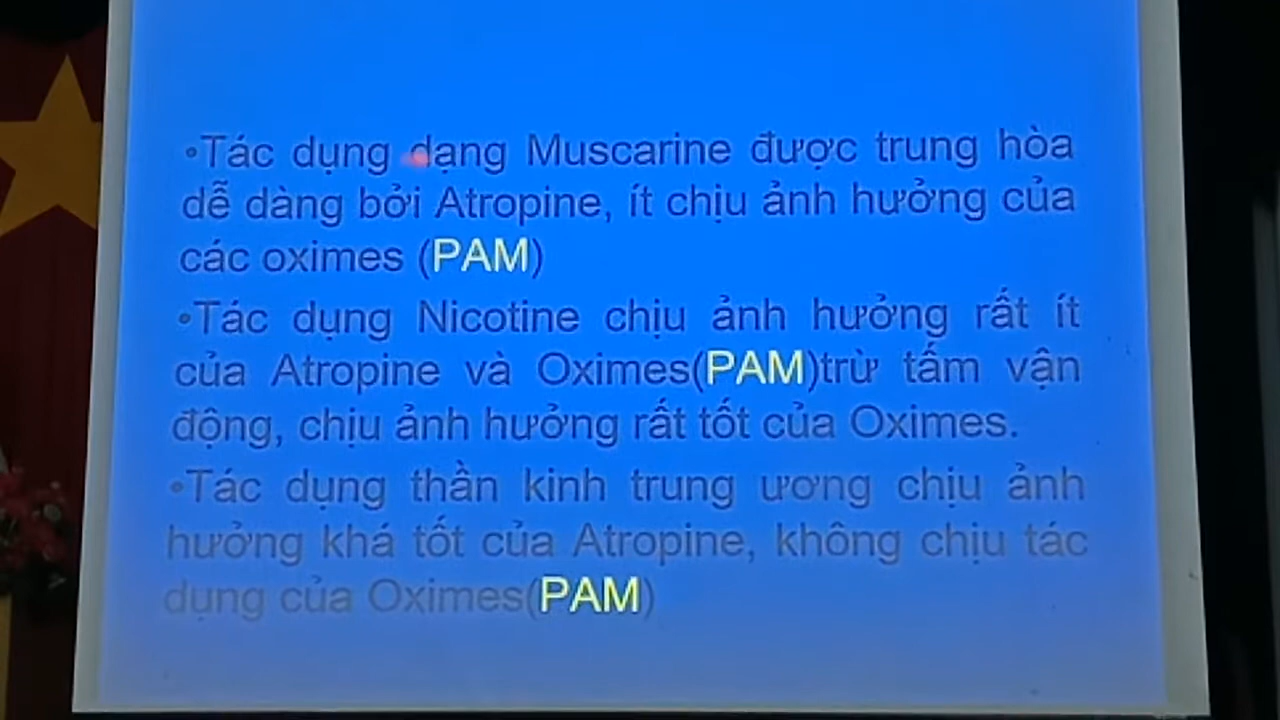 •Tác dụng dạng Muscarine được trung hòa
dễ dàng bởi Atropine, ít chịu ảnh hưởng của
các oximes (PAM)
•Tác dụng Nicotine chịu ảnh hưởng rất ít
của Atropine và Oximes(PAM)trừ tấm vận
động, chịu ảnh hưởng rất tốt của Oximes.
•Tác dụng thần kinh trung ương chịu ảnh
hưởng khá tốt của Atropine, không chịu tác
dụng của Oximes(PAM)